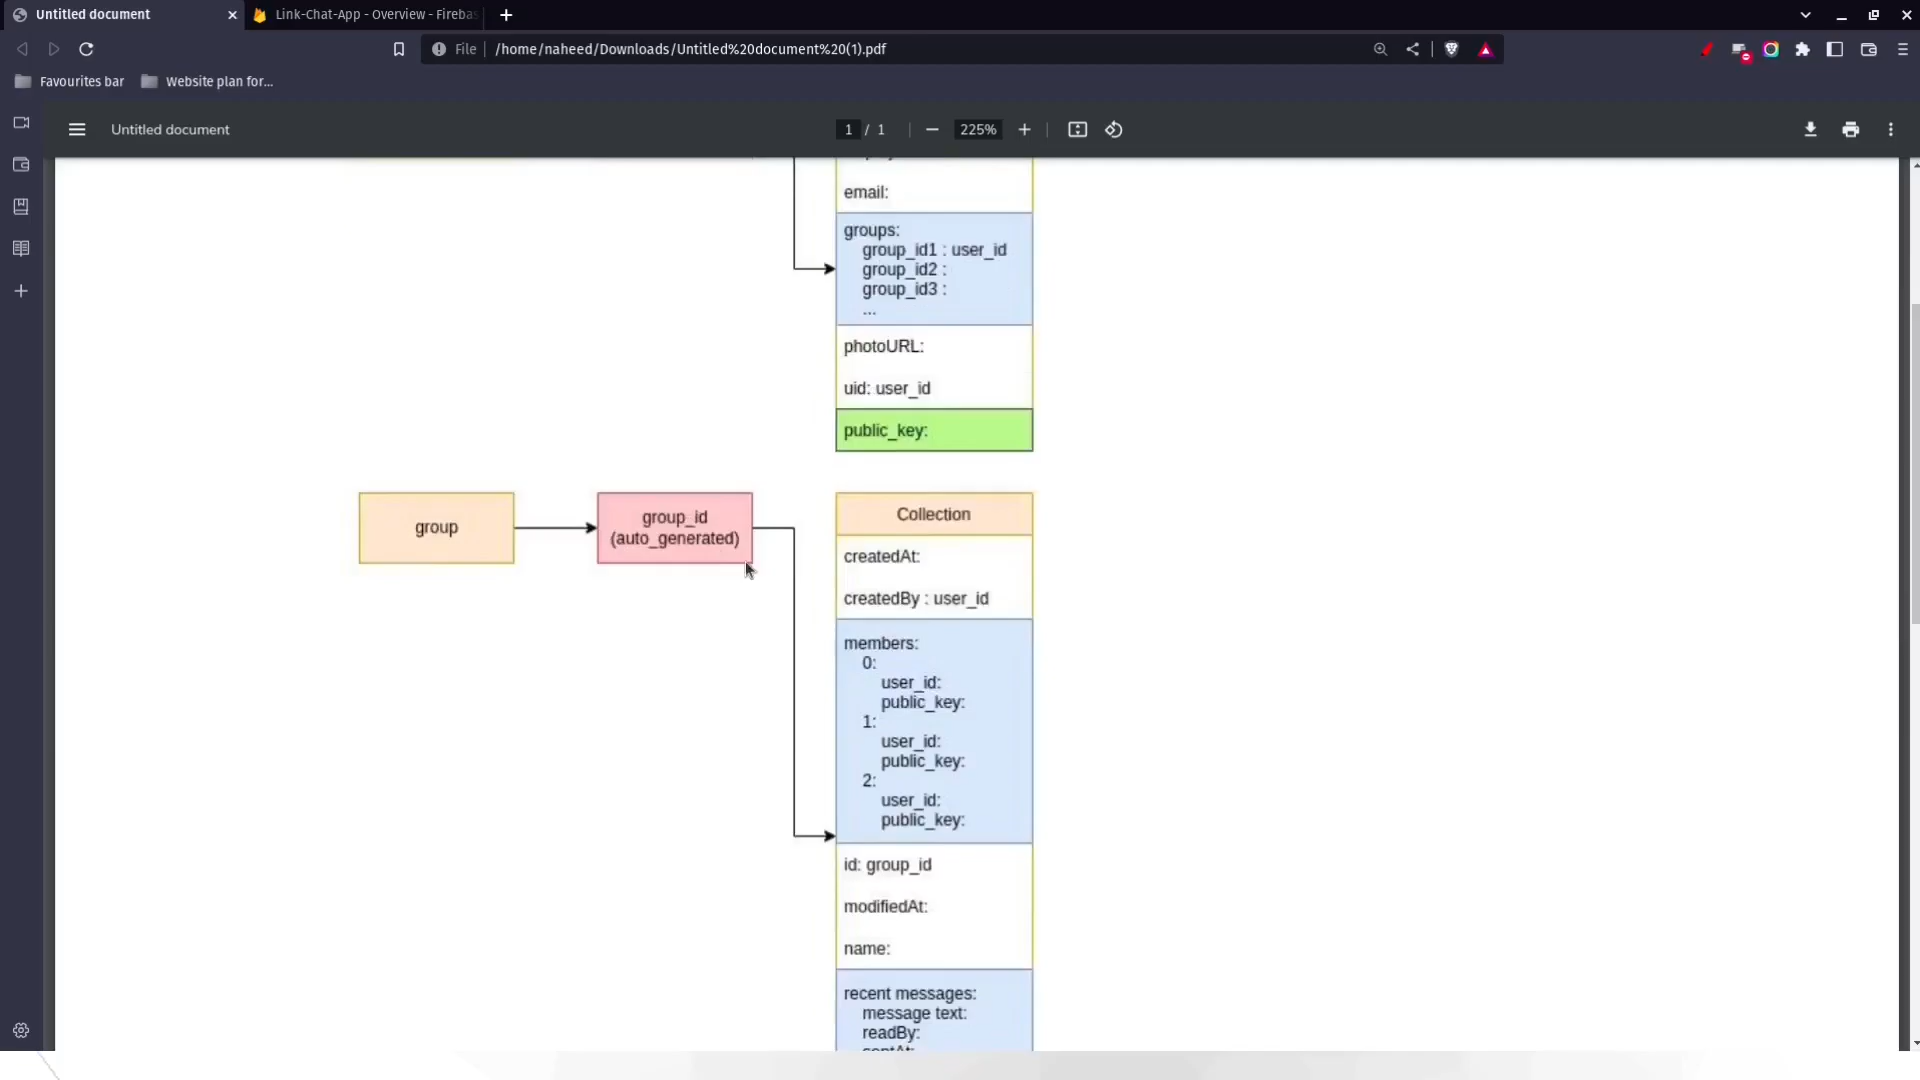 Untitled document
Link-Chat-App - Overview - Firebas
File
/home/naheed/Downloads/Untitled%20document%20(1).pdf
Favourites bar
Website plan for...
Untitled document
1 / 1
225%
email:
groups:
group_id1 : user_id
group_id2 :
group_id3 :
...
photoURL:
uid: user_id
public_key:
group
group_id
(auto_generated)
Collection
createdAt:
createdBy : user_id
members:
0:
user_id:
public_key:
1:
user_id:
public_key:
2:
user_id:
public_key:
id: group_id
modifiedAt:
name:
recent messages:
message text:
readBy: